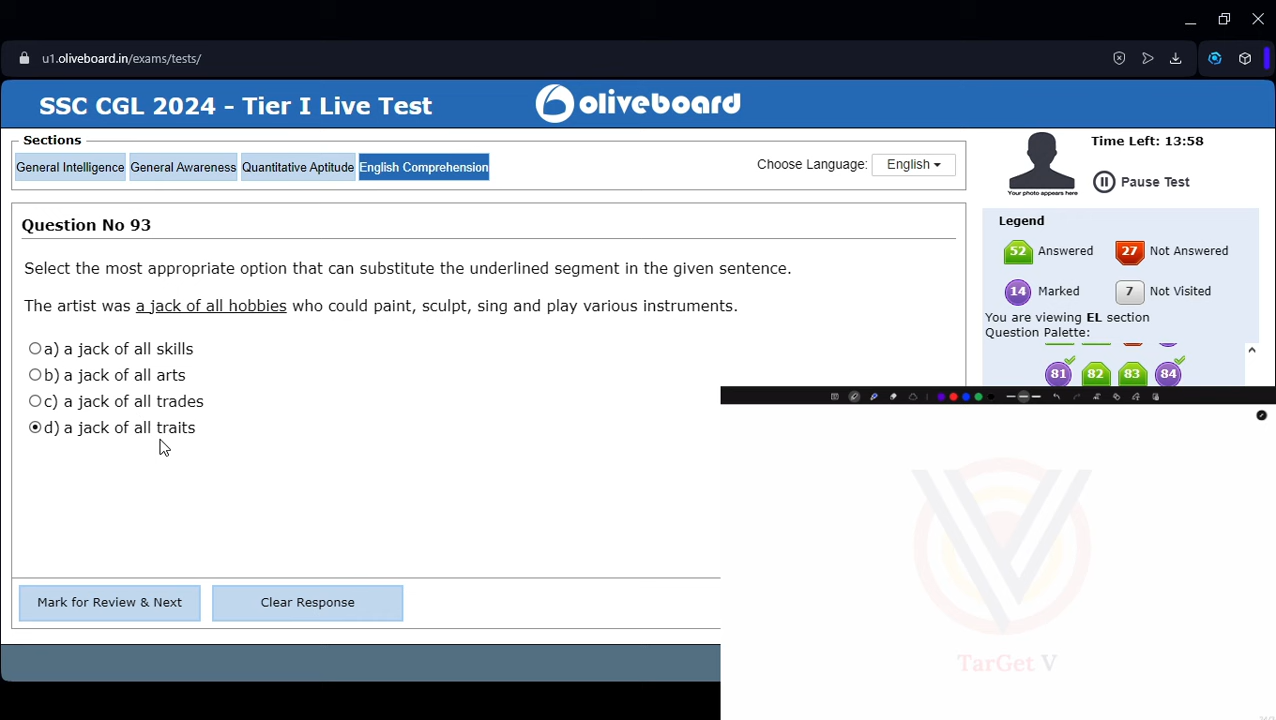 u1.oliveboard.in/exams/tests/
SSC CGL 2024 - Tier I Live Test
oliveboard
Sections
General Intelligence
General Awareness
Quantitative Aptitude
English Comprehension
Choose Language:
English
Your photo appears here
Time Left: 13:58
Pause Test
Question No 93
Select the most appropriate option that can substitute the underlined segment in the given sentence.
The artist was a jack of all hobbies who could paint, sculpt, sing and play various instruments.
a) a jack of all skills
b) a jack of all arts
c) a jack of all trades
d) a jack of all traits
Mark for Review & Next
Clear Response
Legend
52 Answered
27 Not Answered
14 Marked
7 Not Visited
You are viewing EL section
Question Palette:
81 82 83 84
TarGet V